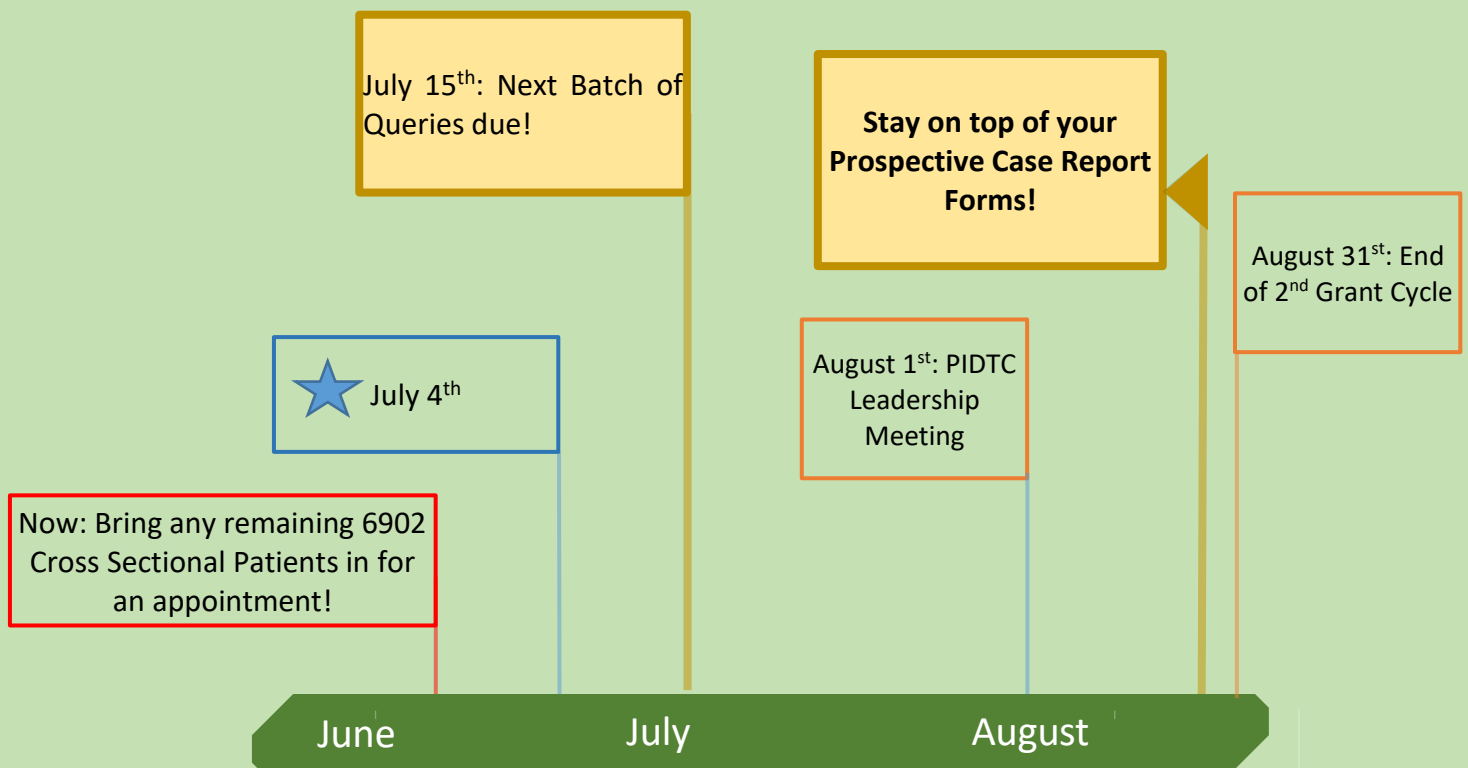 July 15th: Next Batch of
Queries due!
Stay on top of your
Prospective Case Report
Forms!
August 31st: End
of 2nd Grant Cycle
July 4th
August 1st: PIDTC
Leadership
Meeting
Now: Bring any remaining 6902
Cross Sectional Patients in for
an appointment!
June
July
August